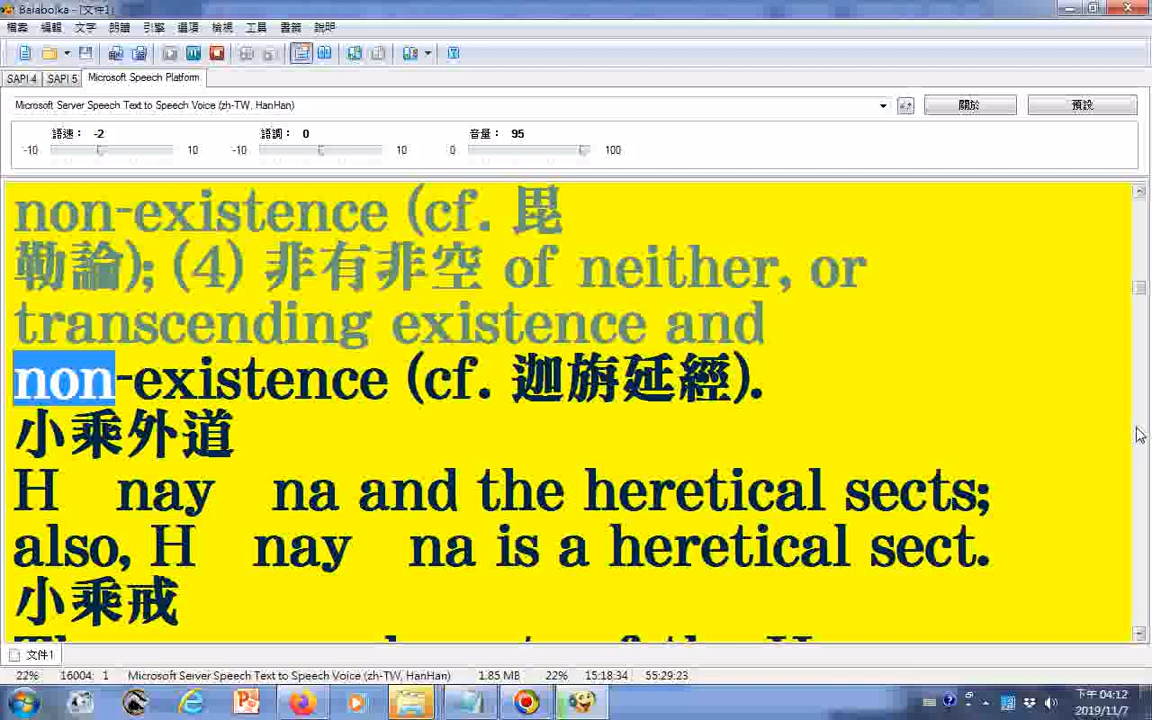 Balabolka - [文件1]
檔案 編輯 文字 朗讀 引擎 選項 檢視 工具 書籤 說明
SAPI 4 SAPI 5 Microsoft Speech Platform
Microsoft Server Speech Text to Speech Voice (zh-TW, HanHan) 關於 預設
語速： -2 語調： 0 音量： 95
-10 10 -10 10 0 100
non-existence (cf. 毘
勒論); (4) 非有非空 of neither, or
transcending existence and
non-existence (cf. 迦旃延經).
小乘外道
H nay na and the heretical sects;
also, H nay na is a heretical sect.
小乘戒
文件1
22% 16004: 1 Microsoft Server Speech Text to Speech Voice (zh-TW, HanHan) 1.85 MB 22% 15:18:34 55:29:23
下午 04:12
2019/11/7